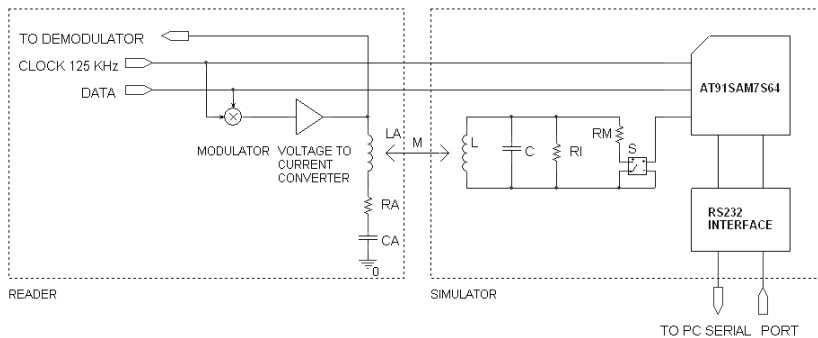 TO DEMODULATOR
CLOCK 125 KHz
DATA
MODULATOR
VOLTAGE TO
CURRENT
CONVERTER
LA
M
RA
CA
0
READER
L
C
RI
RM
S
AT91SAM7S64
RS232
INTERFACE
SIMULATOR
TO PC SERIAL PORT